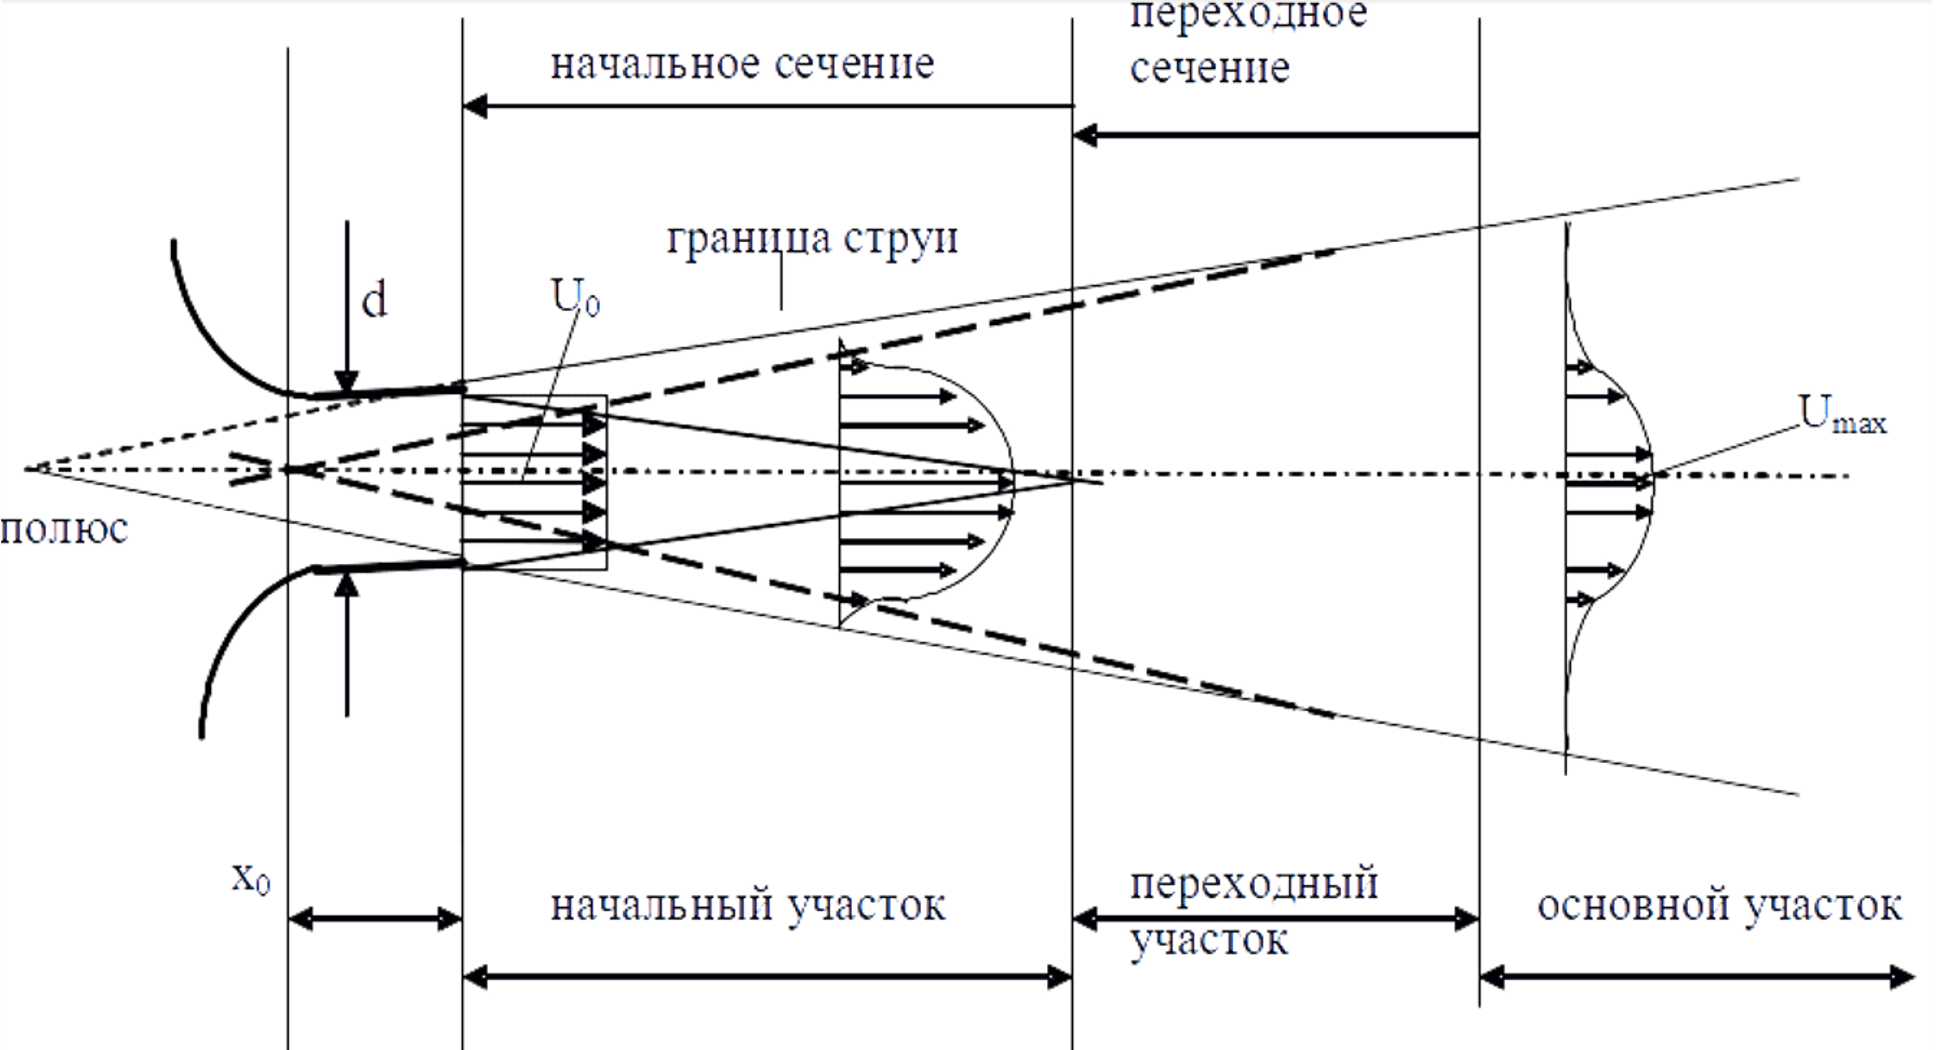 переходное
сечение
начальное сечение
граница струи
d
U₀
Umax
полюс
x₀
начальный участок
переходный
участок
основной участок